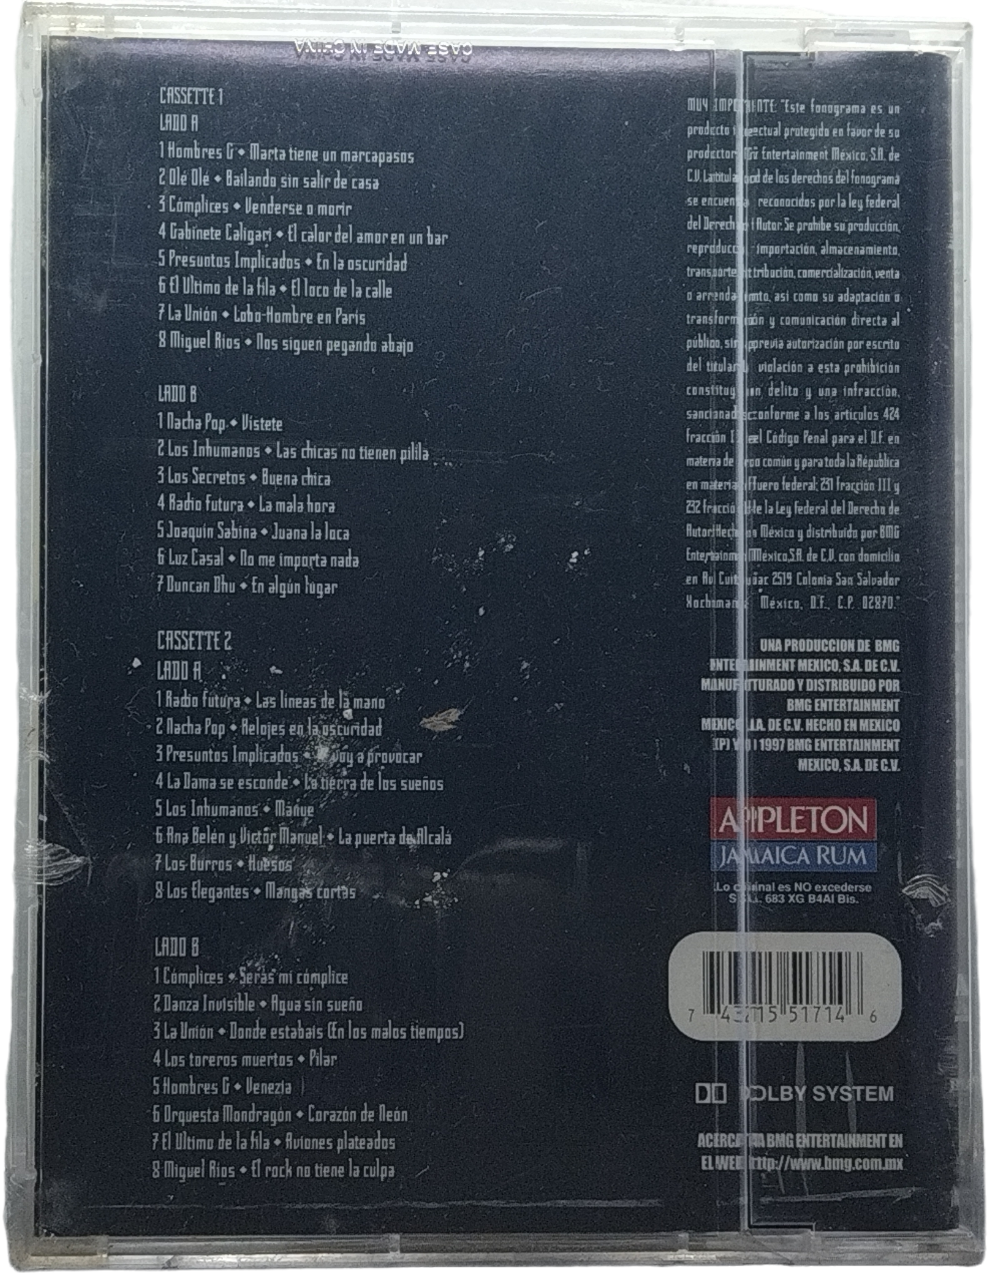 CASE MADE IN CHINA
CASSETTE 1
LADO A
1 Hombres G • Marta tiene un marcapasos
2 Olé Olé • Bailando sin salir de casa
3 Cómplices • Venderse o morir
4 Gabinete Caligari • El calor del amor en un bar
5 Presuntos Implicados • En la oscuridad
6 El Ultimo de la fila • El loco de la calle
7 La Unión • Lobo-Hombre en París
8 Miguel Rios • Nos siguen pegando abajo
LADO B
1 Nacha Pop • Vístete
2 Los Inhumanos • Las chicas no tienen pilila
3 Los Secretos • Buena chica
4 Radio futura • La mala hora
5 Joaquín Sabina • Juana la loca
6 Luz Casal • No me importa nada
7 Duncan Dhu • En algún lugar
CASSETTE 2
LADO A
1 Radio futura • Las lineas de la mano
2 Nacha Pop • Relojes en la oscuridad
3 Presuntos Implicados • voy a provocar
4 La Dama se esconde • La tierra de los sueños
5 Los Inhumanos • Manue
6 Ana Belén y Víctor Manuel • La puerta de Alcalá
7 Los Burros • Huesos
8 Los Elegantes • Mangas cortas
LADO B
1 Cómplices • Serás mi cómplice
2 Danza Invisible • Agua sin sueño
3 La Unión • Donde estabais (En los malos tiempos)
4 Los toreros muertos • Pilar
5 Hombres G • Venezia
6 Orquesta Mondragón • Corazón de Neón
7 El Ultimo de la fila • Aviones plateados
8 Miguel Rios • El rock no tiene la culpa
MUY IMPORTANTE: "Este fonograma es un
producto intelectual protegido en favor de su
productor Entertainment México, S.A. de
C.V. La titularidad de los derechos del fonograma
se encuentra reconocidos por la ley federal
del Derecho Autor. Se prohíbe su producción,
reproducción importación, almacenamiento,
transporte distribución, comercialización, venta
o arrendamiento, así como su adaptación o
transformación y comunicación directa al
público, sin previa autorización por escrito
del titular violación a esta prohibición
constituye un delito y una infracción,
sancionados conforme a los artículos 424
fracción del Código Penal para el D.F. en
materia de fuero común y para toda la República
en materia fuero federal; 231 fracción III y
232 fracción de la Ley Federal del Derecho de
Autor. Hecho en México y distribuido por BMG
Entertainment México, S.A. de C.V. con domicilio
en Av. Cuitlahuac 2519 Colonia San Salvador
Xochimanca México, D.F., C.P. 02870."
UNA PRODUCCION DE BMG
ENTERTAINMENT MEXICO, S.A. DE C.V.
MANUFACTURADO Y DISTRIBUIDO POR
BMG ENTERTAINMENT
MEXICO, S.A. DE C.V. HECHO EN MEXICO
(P) Y 1997 BMG ENTERTAINMENT
MEXICO, S.A. DE C.V.
APPLETON
JAMAICA RUM
Lo original es NO excederse
683 XG B4AI Bis.
7 43215 51714 6
DOLBY SYSTEM
ACERCATE A BMG ENTERTAINMENT EN
EL WEB http://www.bmg.com.mx